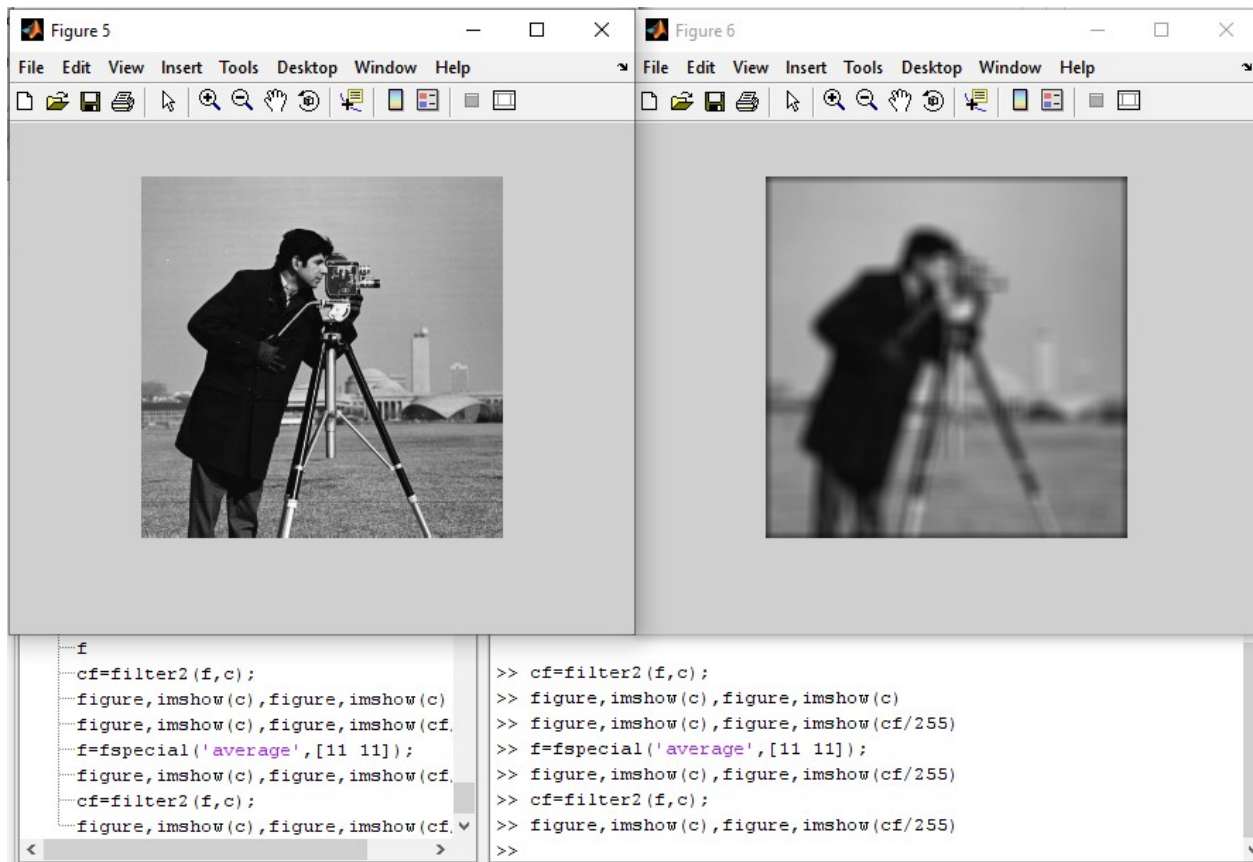 Figure 5
File Edit View Insert Tools Desktop Window Help
Figure 6
File Edit View Insert Tools Desktop Window Help
f
cf=filter2(f,c);
figure,imshow(c),figure,imshow(c)
figure,imshow(c),figure,imshow(cf
f=fspecial('average',[11 11]);
figure,imshow(c),figure,imshow(cf
cf=filter2(f,c);
figure,imshow(c),figure,imshow(cf
>> cf=filter2(f,c);
>> figure,imshow(c),figure,imshow(c)
>> figure,imshow(c),figure,imshow(cf/255)
>> f=fspecial('average',[11 11]);
>> figure,imshow(c),figure,imshow(cf/255)
>> cf=filter2(f,c);
>> figure,imshow(c),figure,imshow(cf/255)
>>